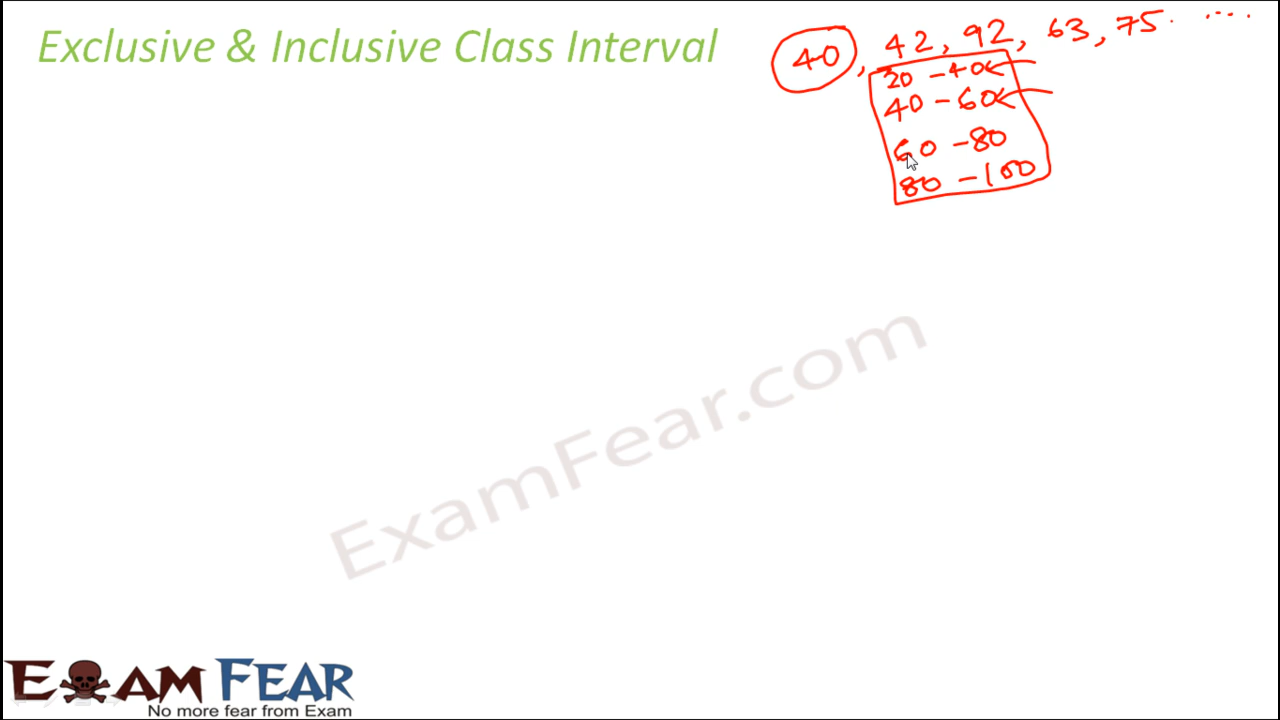 Exclusive & Inclusive Class Interval
40, 42, 92, 63, 75. ....
20 - 40
40 - 60
60 - 80
80 - 100
ExamFear.com
EXAM FEAR
No more fear from Exam